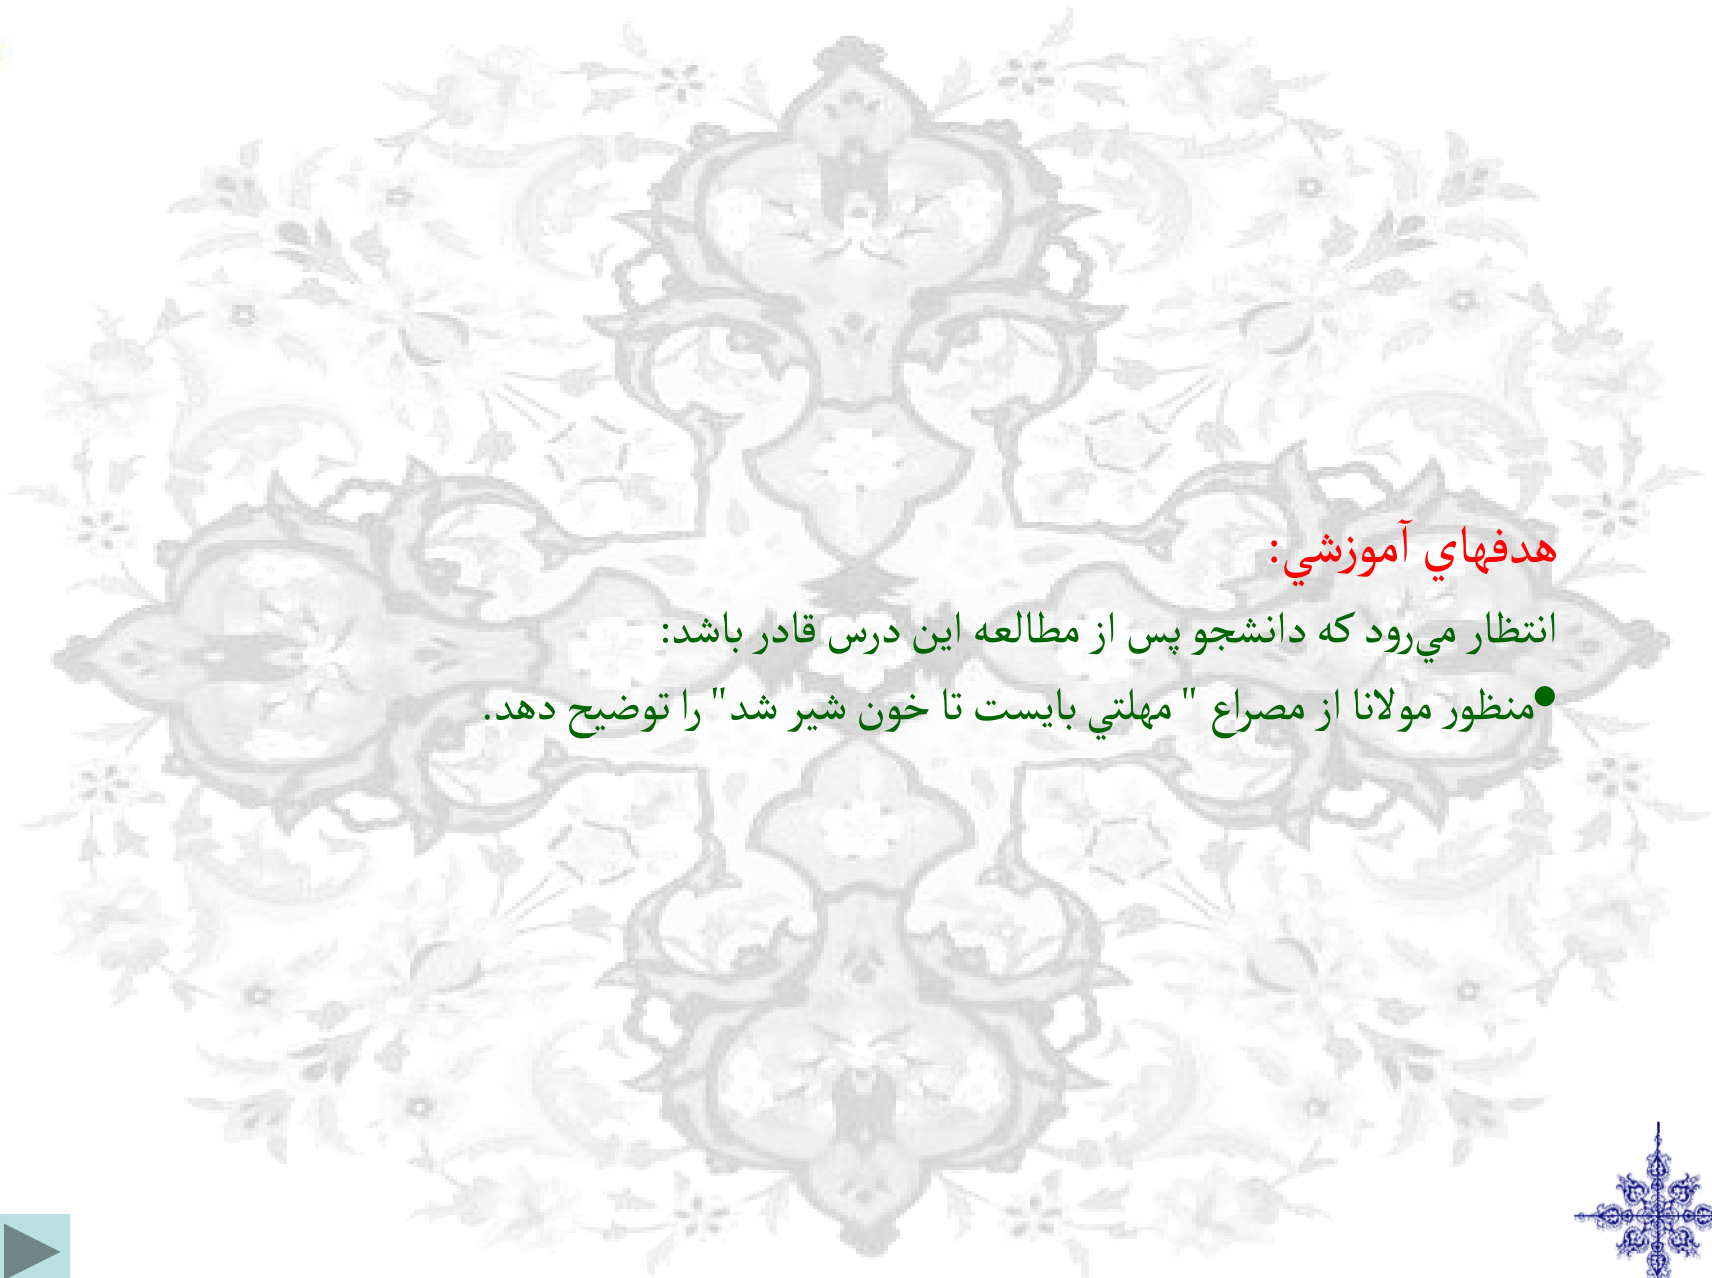 هدفهاي آموزشي:
انتظار مي‌رود كه دانشجو پس از مطالعه اين درس قادر باشد:
●منظور مولانا از مصراع " مهلتي بايست تا خون شير شد" را توضيح دهد.